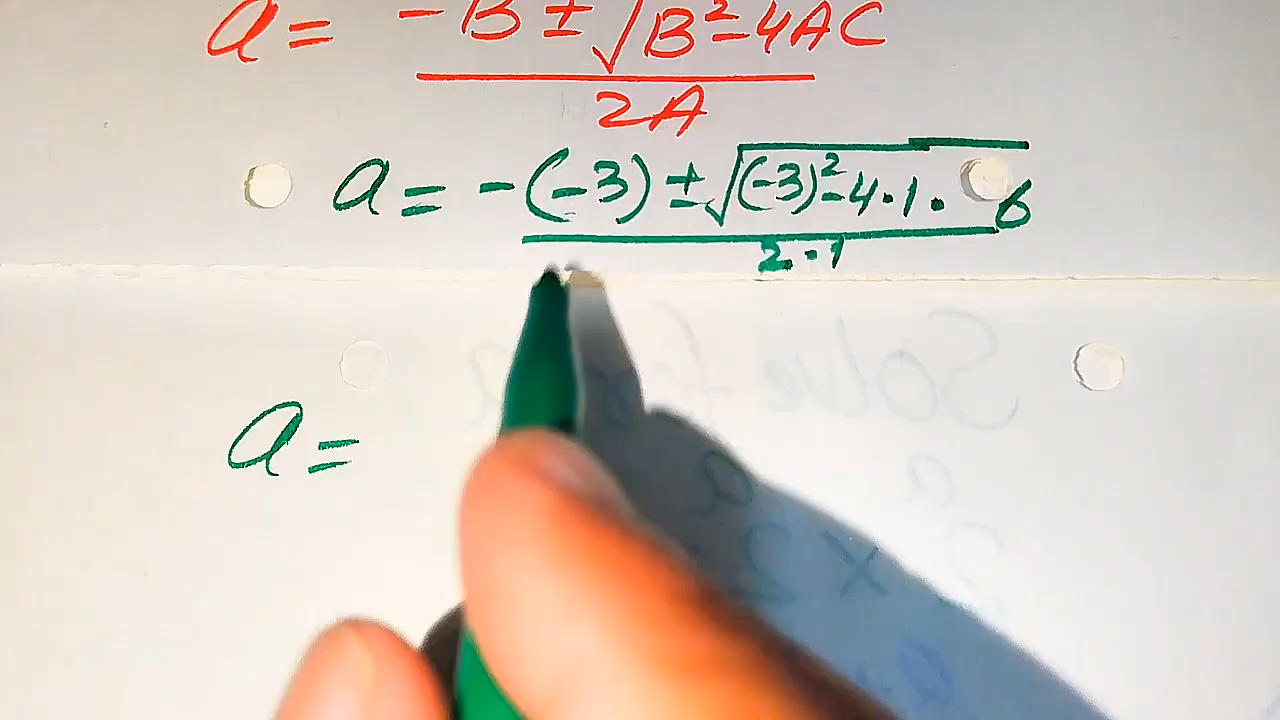 a = -B ± √B²-4AC
2A
a = -(-3) ± √(-3)²-4·1· 6
2·1
a =